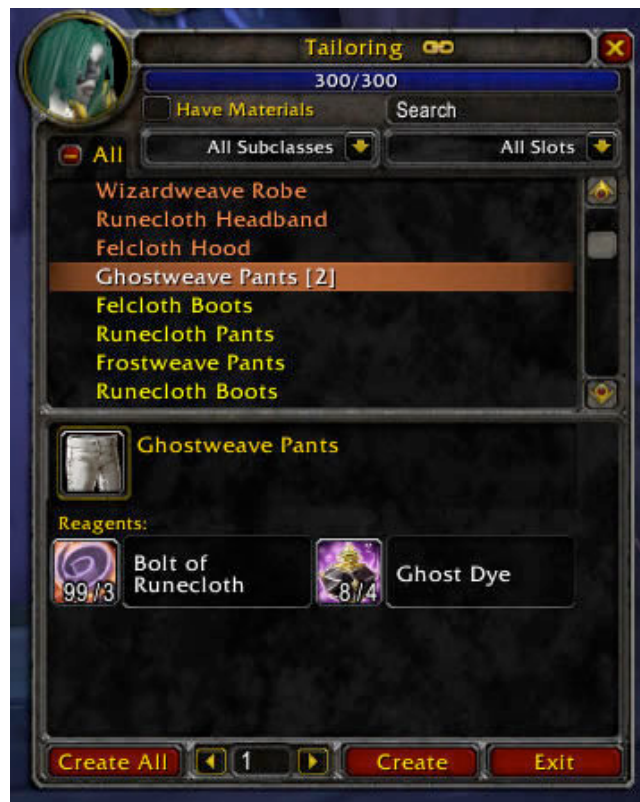 Tailoring
300/300
Have Materials
Search
All
All Subclasses
All Slots
Wizardweave Robe
Runecloth Headband
Felcloth Hood
Ghostweave Pants [2]
Felcloth Boots
Runecloth Pants
Frostweave Pants
Runecloth Boots
Ghostweave Pants
Reagents:
99/3
Bolt of
Runecloth
8/4
Ghost Dye
Create All
1
Create
Exit